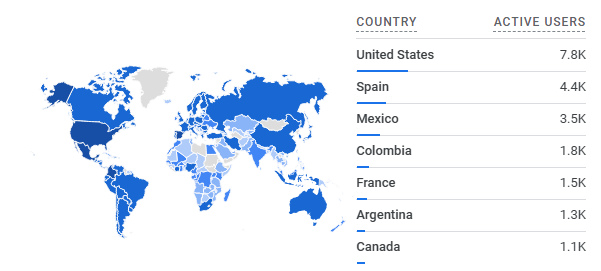 COUNTRY ACTIVE USERS
United States 7.8K
Spain 4.4K
Mexico 3.5K
Colombia 1.8K
France 1.5K
Argentina 1.3K
Canada 1.1K